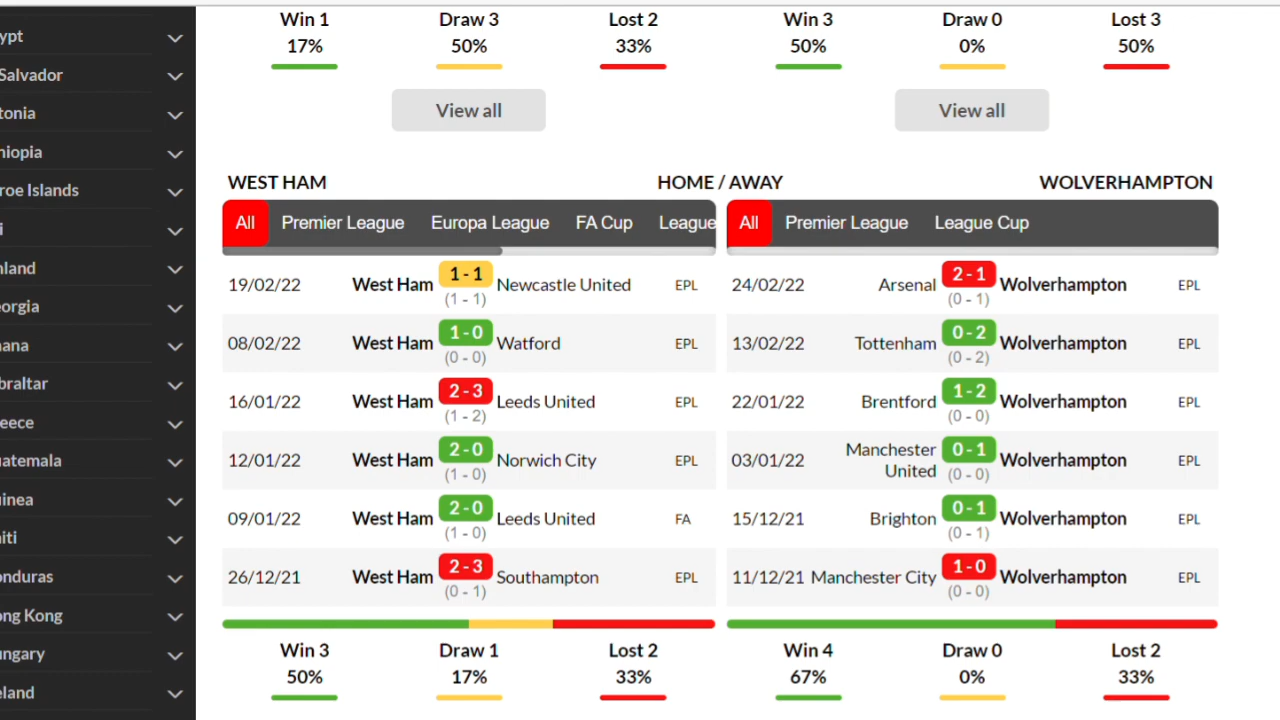 Win 1 Draw 3 Lost 2 Win 3 Draw 0 Lost 3
17% 50% 33% 50% 0% 50%
View all View all
ypt
Salvador
tonia
hiopia
roe Islands
i
nland
orgia
ana
braltar
eece
uatemala
uinea
iti
onduras
ong Kong
ungary
eland
WEST HAM HOME / AWAY WOLVERHAMPTON
All Premier League Europa League FA Cup League
All Premier League League Cup
19/02/22 West Ham 1 - 1 Newcastle United EPL
(1 - 1)
08/02/22 West Ham 1 - 0 Watford EPL
(0 - 0)
16/01/22 West Ham 2 - 3 Leeds United EPL
(1 - 2)
12/01/22 West Ham 2 - 0 Norwich City EPL
(1 - 0)
09/01/22 West Ham 2 - 0 Leeds United FA
(1 - 0)
26/12/21 West Ham 2 - 3 Southampton EPL
(0 - 1)
24/02/22 Arsenal 2 - 1 Wolverhampton EPL
(0 - 1)
13/02/22 Tottenham 0 - 2 Wolverhampton EPL
(0 - 2)
22/01/22 Brentford 1 - 2 Wolverhampton EPL
(0 - 0)
03/01/22 Manchester United 0 - 1 Wolverhampton EPL
(0 - 0)
15/12/21 Brighton 0 - 1 Wolverhampton EPL
(0 - 1)
11/12/21 Manchester City 1 - 0 Wolverhampton EPL
(0 - 0)
Win 3 Draw 1 Lost 2 Win 4 Draw 0 Lost 2
50% 17% 33% 67% 0% 33%